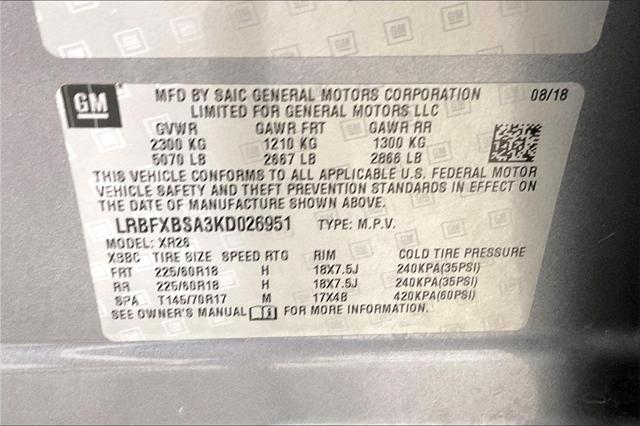 GM
MFD BY SAIC GENERAL MOTORS CORPORATION 08/18
LIMITED FOR GENERAL MOTORS LLC
GVWR GAWR FRT GAWR RR
2300 KG 1210 KG 1300 KG
5070 LB 2667 LB 2866 LB
THIS VEHICLE CONFORMS TO ALL APPLICABLE U.S. FEDERAL MOTOR
VEHICLE SAFETY AND THEFT PREVENTION STANDARDS IN EFFECT ON
THE DATE OF MANUFACTURE SHOWN ABOVE.
LRBFXBSA3KD026951 TYPE: M.P.V.
MODEL: XR26
XBBC TIRE SIZE SPEED RTG RIM COLD TIRE PRESSURE
FRT 225/60R18 H 18X7.5J 240KPA(35PSI)
RR 225/60R18 H 18X7.5J 240KPA(35PSI)
SPA T145/70R17 M 17X4B 420KPA(60PSI)
SEE OWNER'S MANUAL FOR MORE INFORMATION.